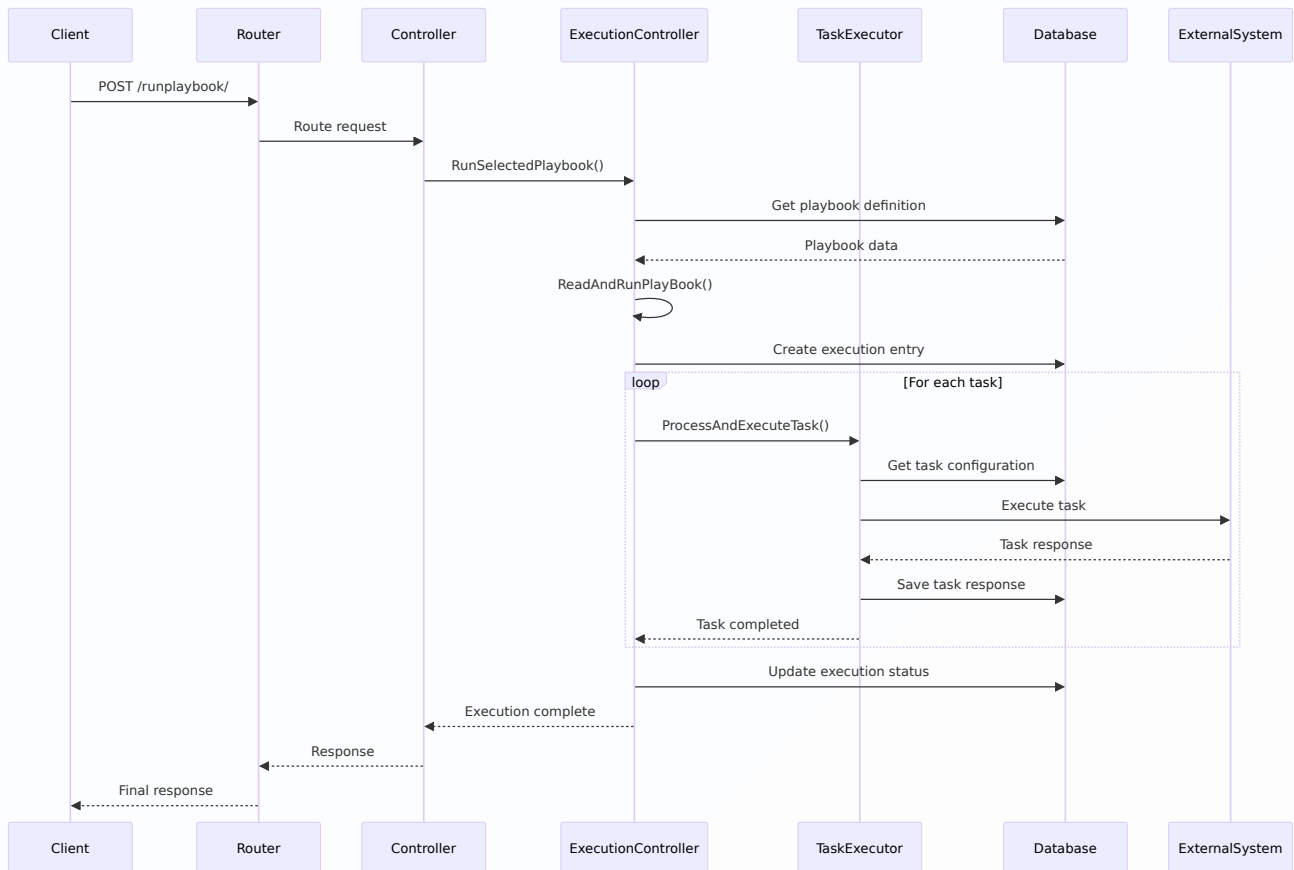 Client
Router
Controller
ExecutionController
TaskExecutor
Database
ExternalSystem
POST /runplaybook/
Route request
RunSelectedPlaybook()
Get playbook definition
Playbook data
ReadAndRunPlayBook()
Create execution entry
loop
[For each task]
ProcessAndExecuteTask()
Get task configuration
Execute task
Task response
Save task response
Task completed
Update execution status
Execution complete
Response
Final response
Client
Router
Controller
ExecutionController
TaskExecutor
Database
ExternalSystem